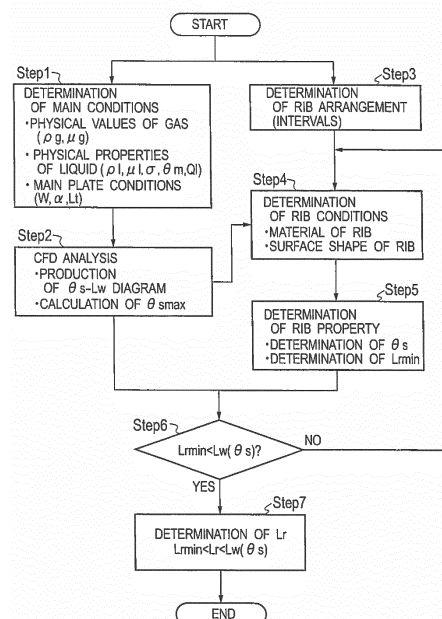 START
Step1
DETERMINATION
OF MAIN CONDITIONS
・PHYSICAL VALUES OF GAS
(ρg,μg)
・PHYSICAL PROPERTIES
OF LIQUID(ρl,μl,σ,θm,Ql)
・MAIN PLATE CONDITIONS
(W,α,Lt)
Step3
DETERMINATION
OF RIB ARRANGEMENT
(INTERVALS)
Step4
DETERMINATION
OF RIB CONDITIONS
・MATERIAL OF RIB
・SURFACE SHAPE OF RIB
Step2
CFD ANALYSIS
・PRODUCTION
OF θs-Lw DIAGRAM
・CALCULATION OF θsmax
Step5
DETERMINATION
OF RIB PROPERTY
・DETERMINATION OF θs
・DETERMINATION OF Lrmin
Step6
Lrmin<Lw(θs)?
NO
YES
Step7
DETERMINATION OF Lr
Lrmin<Lr<Lw(θs)
END